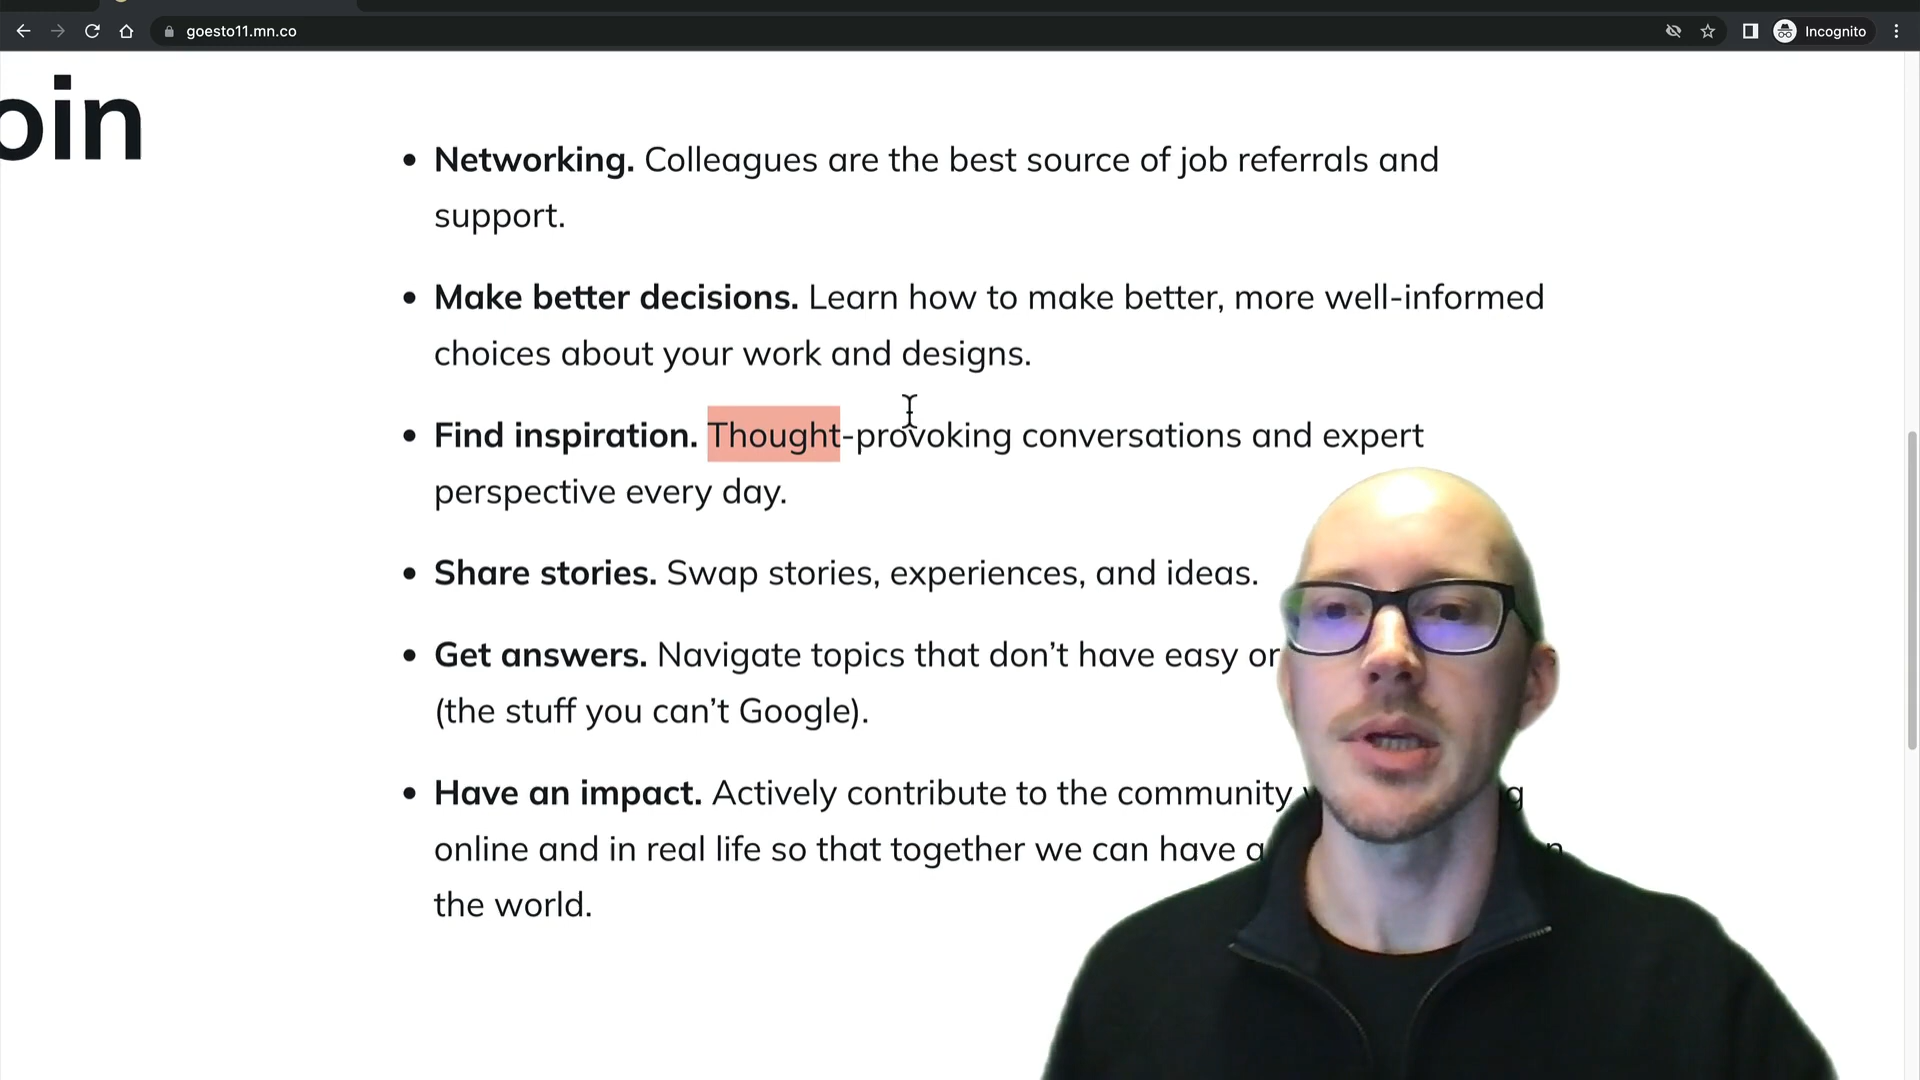 goesto11.mn.co
Incognito
oin
• Networking. Colleagues are the best source of job referrals and
support.
• Make better decisions. Learn how to make better, more well-informed
choices about your work and designs.
• Find inspiration. Thought-provoking conversations and expert
perspective every day.
• Share stories. Swap stories, experiences, and ideas.
• Get answers. Navigate topics that don’t have easy or
(the stuff you can’t Google).
• Have an impact. Actively contribute to the community
online and in real life so that together we can have a
the world.